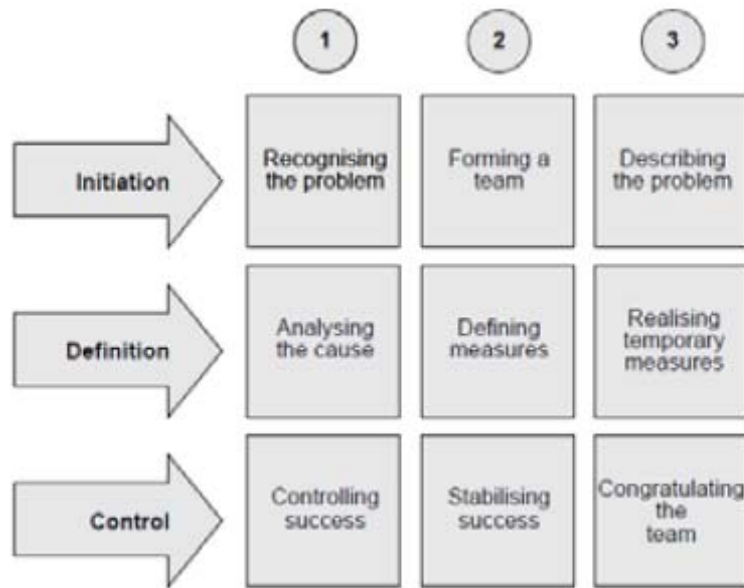 1
2
3
Initiation
Recognising
the problem
Forming a
team
Describing
the problem
Definition
Analysing
the cause
Defining
measures
Realising
temporary
measures
Control
Controlling
success
Stabilising
success
Congratulating
the
team